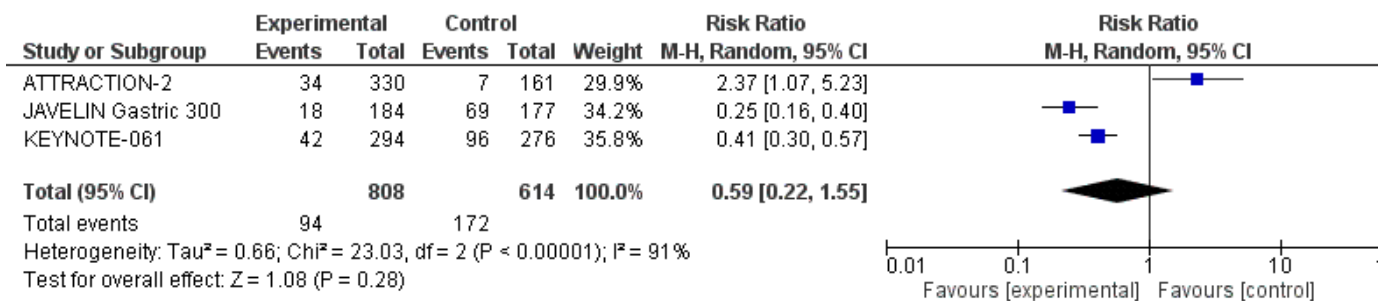 Experimental Control Risk Ratio Risk Ratio
Study or Subgroup Events Total Events Total Weight M-H, Random, 95% CI M-H, Random, 95% CI
ATTRACTION-2 34 330 7 161 29.9% 2.37 [1.07, 5.23]
JAVELIN Gastric 300 18 184 69 177 34.2% 0.25 [0.16, 0.40]
KEYNOTE-061 42 294 96 276 35.8% 0.41 [0.30, 0.57]
Total (95% CI) 808 614 100.0% 0.59 [0.22, 1.55]
Total events 94 172
Heterogeneity: Tau² = 0.66; Chi² = 23.03, df = 2 (P < 0.00001); I² = 91%
Test for overall effect: Z = 1.08 (P = 0.28)
0.01 0.1 1 10
Favours [experimental] Favours [control]